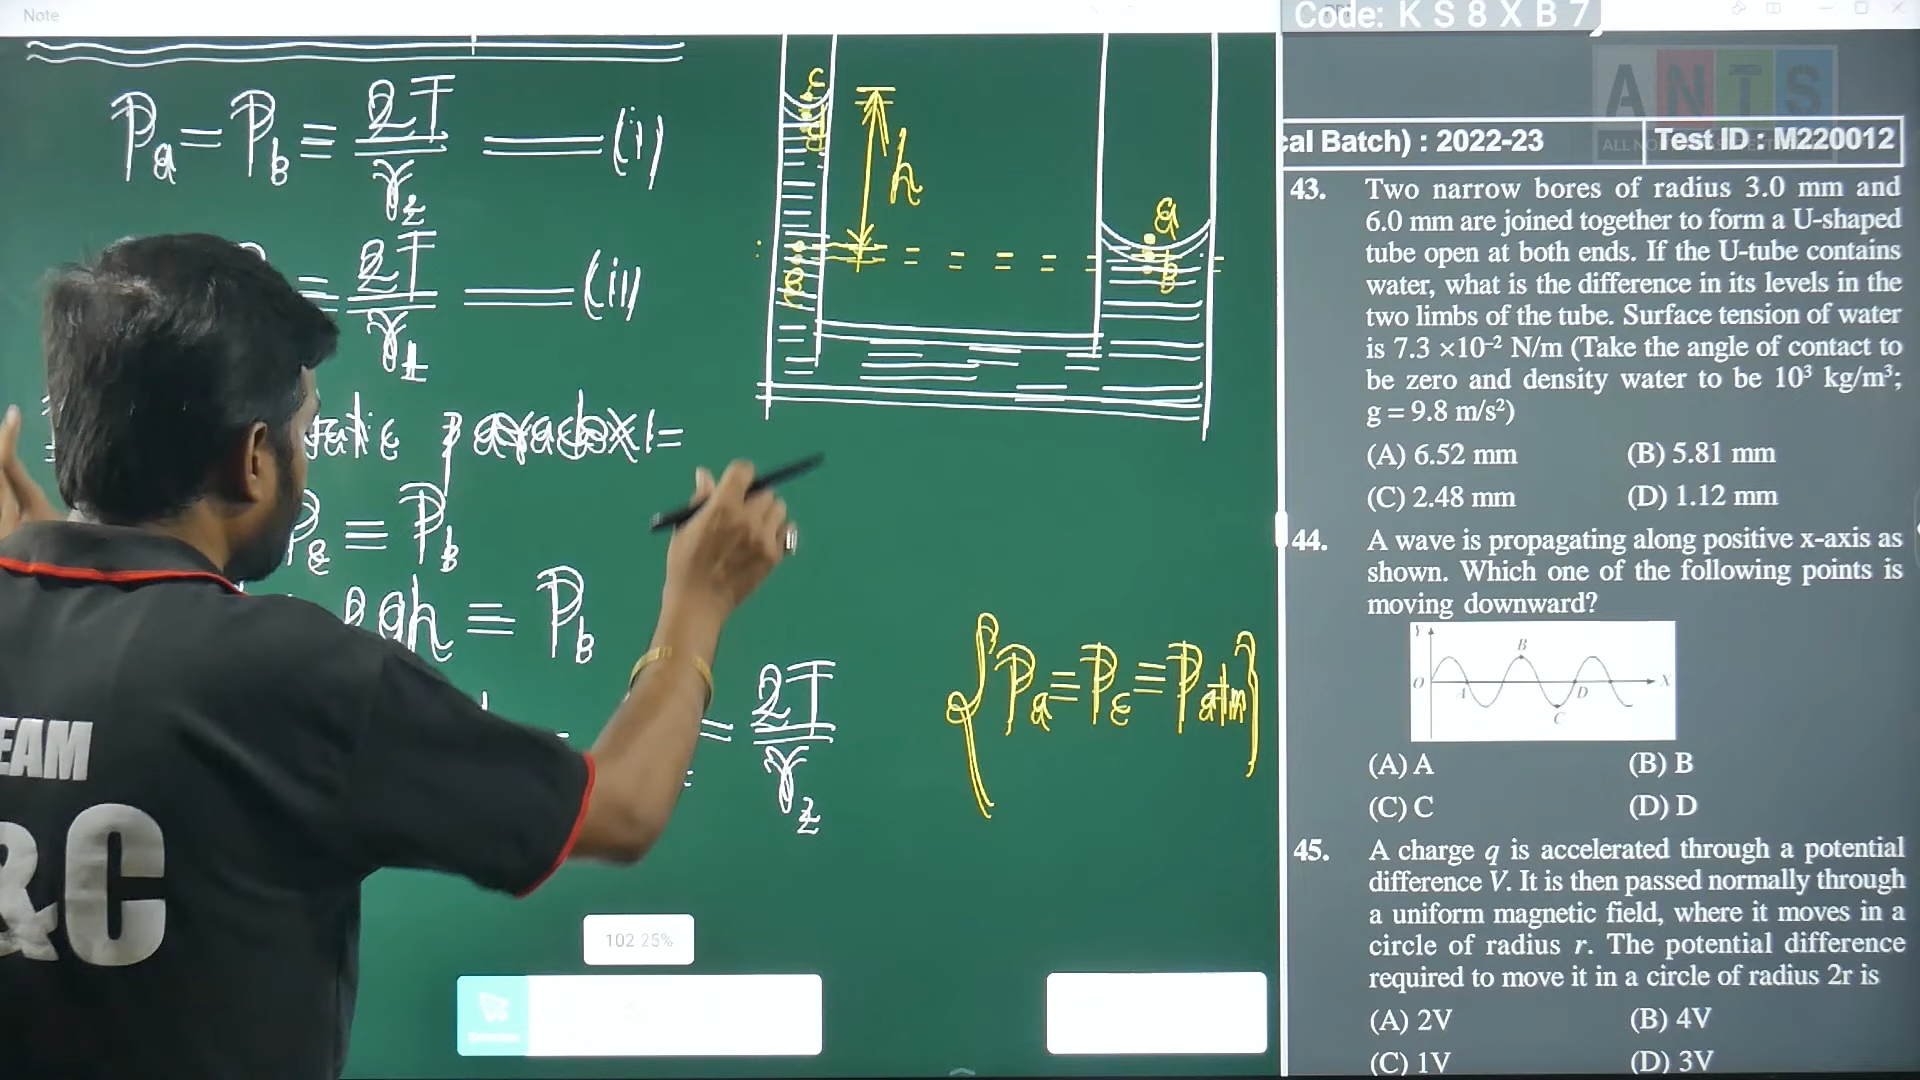 Note
Code: K S 8 X B 7
ANTS
cal Batch) : 2022-23
Test ID : M220012
Pa = Pb = 2T/r2 —— (i)
= 2T/r1 —— (ii)
paradox :=
Pe = Pb
gh = Pb
= 2T/r2
{Pa = Pc = Patm}
c
h
a
b
EAM
&C
102 25%
43. Two narrow bores of radius 3.0 mm and
6.0 mm are joined together to form a U-shaped
tube open at both ends. If the U-tube contains
water, what is the difference in its levels in the
two limbs of the tube. Surface tension of water
is 7.3 ×10⁻² N/m (Take the angle of contact to
be zero and density water to be 10³ kg/m³;
g = 9.8 m/s²)
(A) 6.52 mm (B) 5.81 mm
(C) 2.48 mm (D) 1.12 mm
44. A wave is propagating along positive x-axis as
shown. Which one of the following points is
moving downward?
Y
B
O A D X
C
(A) A (B) B
(C) C (D) D
45. A charge q is accelerated through a potential
difference V. It is then passed normally through
a uniform magnetic field, where it moves in a
circle of radius r. The potential difference
required to move it in a circle of radius 2r is
(A) 2V (B) 4V
(C) 1V (D) 3V